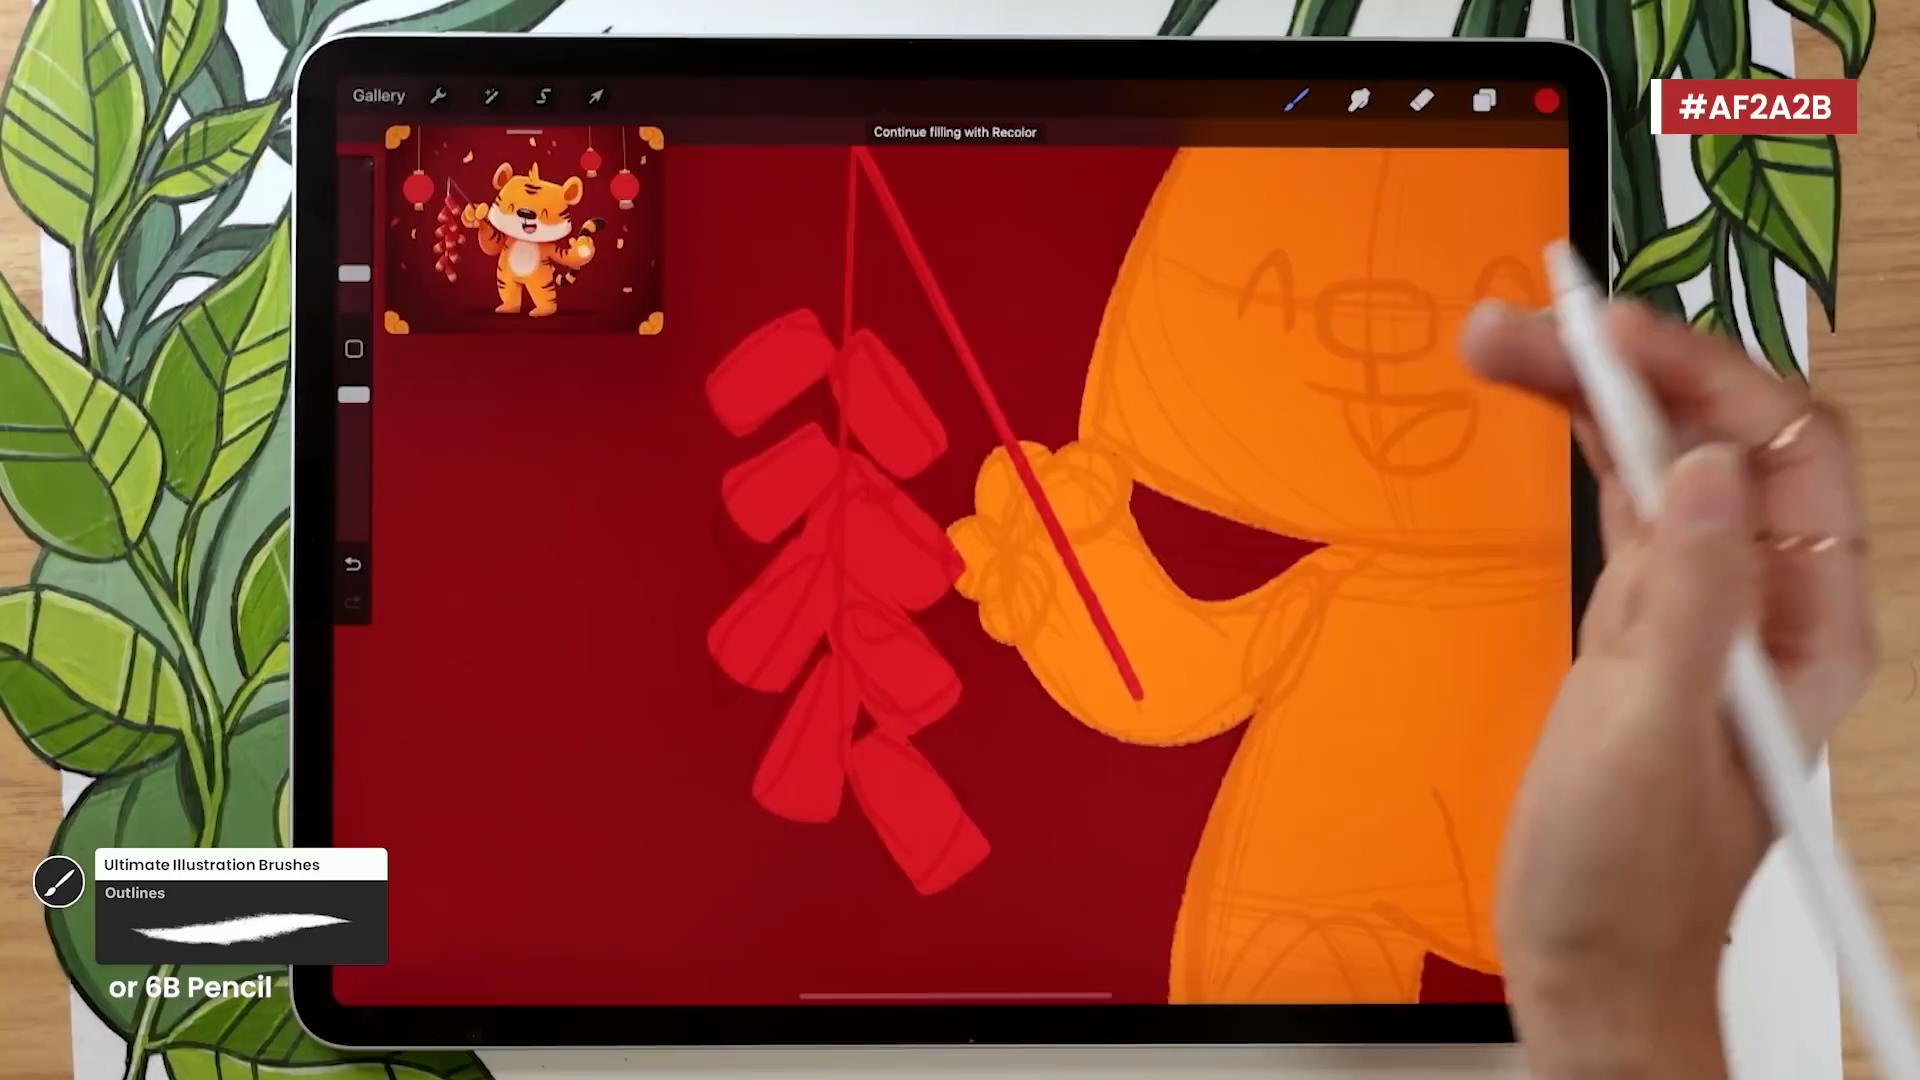 Gallery
Continue filling with Recolor
#AF2A2B
Ultimate Illustration Brushes
Outlines
or 6B Pencil